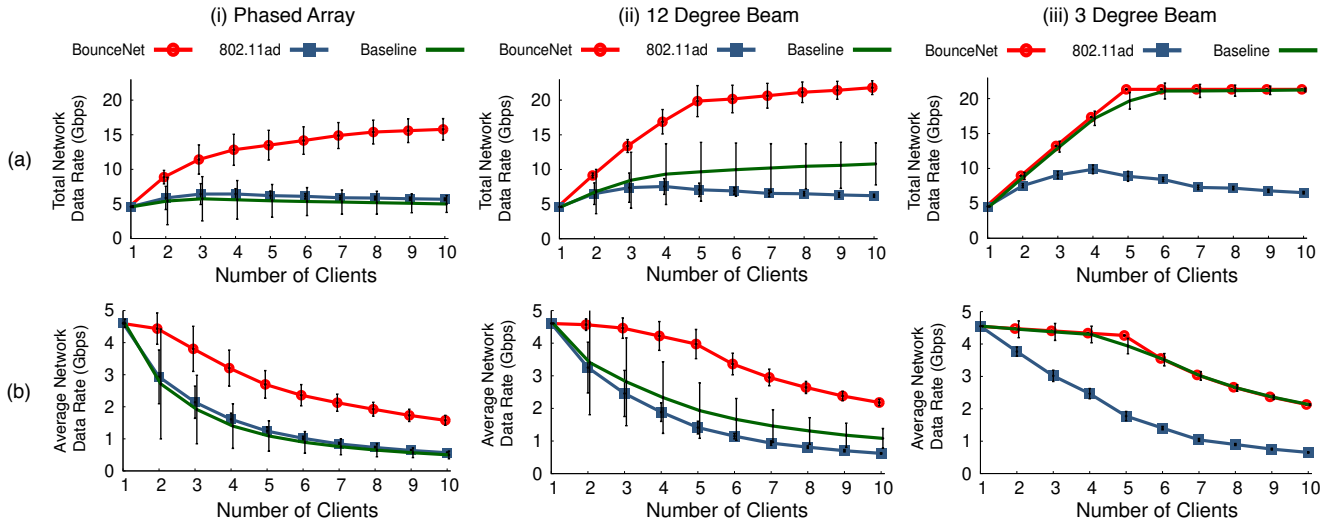 (i) Phased Array
BounceNet 802.11ad Baseline
Total Network
Data Rate (Gbps)
20
15
10
5
0
1 2 3 4 5 6 7 8 9 10
Number of Clients
(ii) 12 Degree Beam
BounceNet 802.11ad Baseline
Total Network
Data Rate (Gbps)
20
15
10
5
0
1 2 3 4 5 6 7 8 9 10
Number of Clients
(iii) 3 Degree Beam
BounceNet 802.11ad Baseline
Total Network
Data Rate (Gbps)
20
15
10
5
0
1 2 3 4 5 6 7 8 9 10
Number of Clients
(a)
Average Network
Data Rate (Gbps)
5
4
3
2
1
0
1 2 3 4 5 6 7 8 9 10
Number of Clients
Average Network
Data Rate (Gbps)
5
4
3
2
1
0
1 2 3 4 5 6 7 8 9 10
Number of Clients
Average Network
Data Rate (Gbps)
5
4
3
2
1
0
1 2 3 4 5 6 7 8 9 10
Number of Clients
(b)